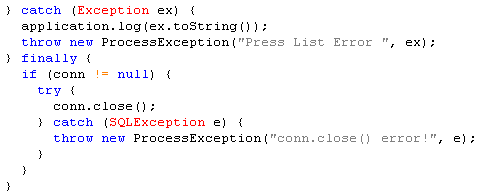 } catch (Exception ex) {
  application.log(ex.toString());
  throw new ProcessException("Press List Error ", ex);
} finally {
  if (conn != null) {
    try {
      conn.close();
    } catch (SQLException e) {
      throw new ProcessException("conn.close() error!", e);
    }
  }
}